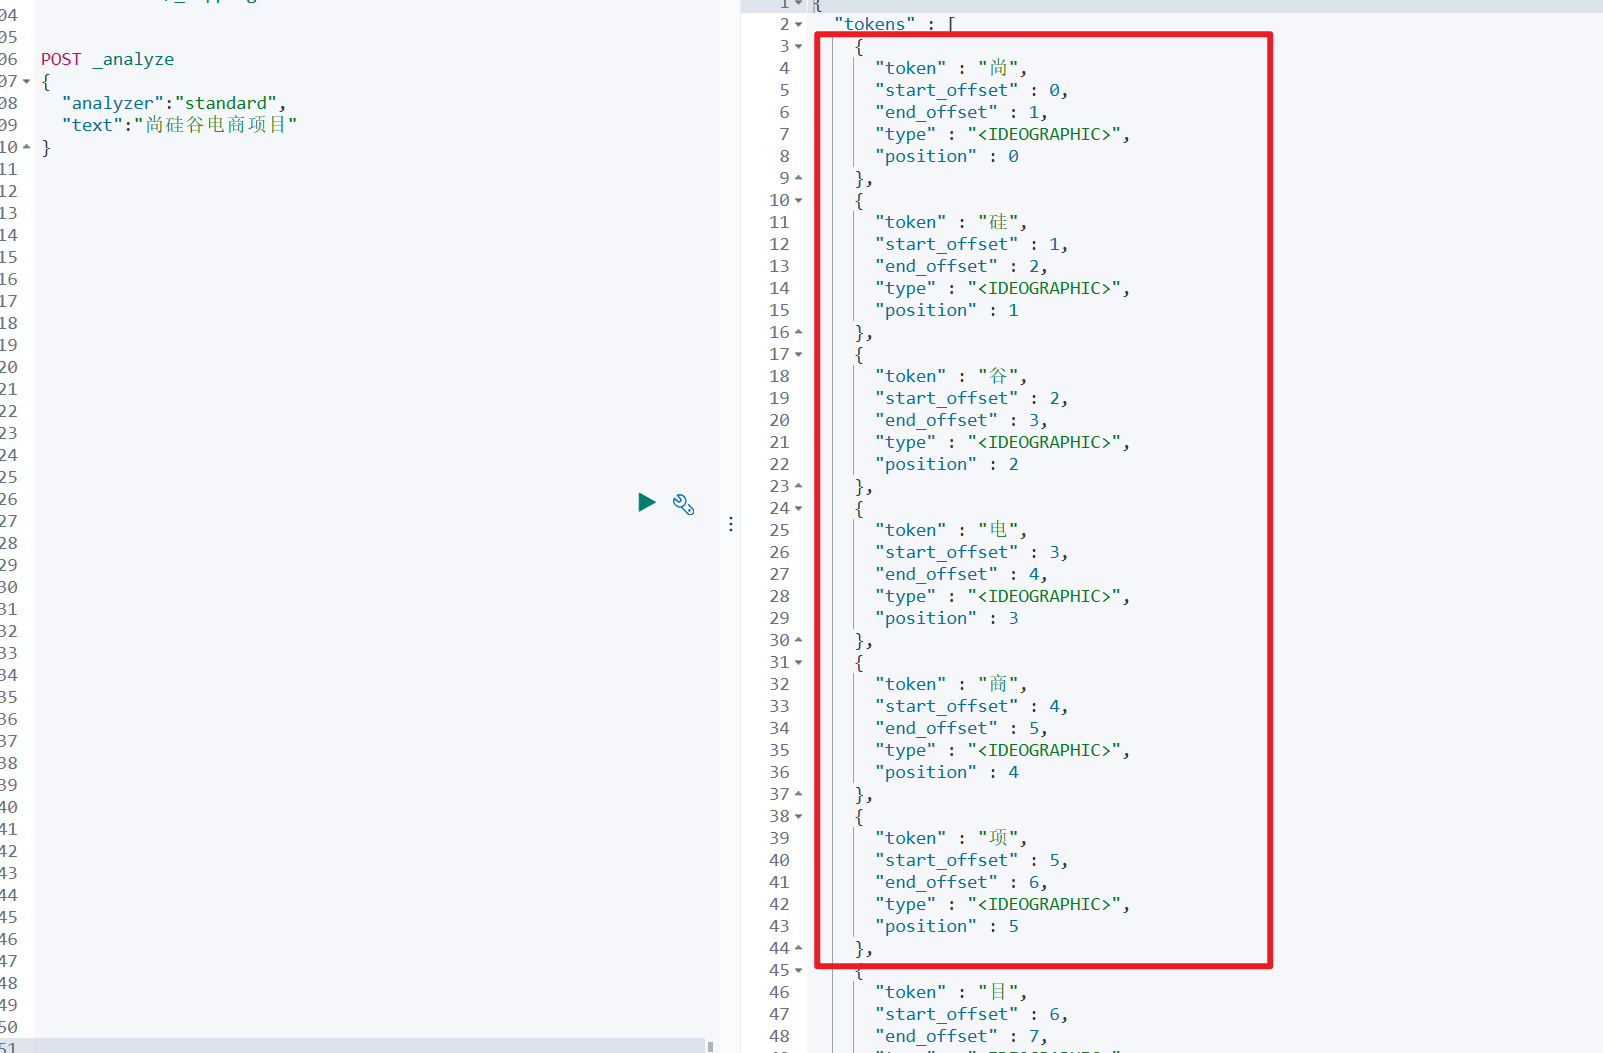 04
05
06 POST _analyze
07 {
08 "analyzer":"standard",
09 "text":"尚硅谷电商项目"
10 }
11
12
13
14
15
16
17
18
19
20
21
22
23
24
25
26
27
28
29
30
31
32
33
34
35
36
37
38
39
40
41
42
43
44
45
46
47
48
49
50
51
1 {
2 "tokens" : [
3 {
4 "token" : "尚",
5 "start_offset" : 0,
6 "end_offset" : 1,
7 "type" : "<IDEOGRAPHIC>",
8 "position" : 0
9 },
10 {
11 "token" : "硅",
12 "start_offset" : 1,
13 "end_offset" : 2,
14 "type" : "<IDEOGRAPHIC>",
15 "position" : 1
16 },
17 {
18 "token" : "谷",
19 "start_offset" : 2,
20 "end_offset" : 3,
21 "type" : "<IDEOGRAPHIC>",
22 "position" : 2
23 },
24 {
25 "token" : "电",
26 "start_offset" : 3,
27 "end_offset" : 4,
28 "type" : "<IDEOGRAPHIC>",
29 "position" : 3
30 },
31 {
32 "token" : "商",
33 "start_offset" : 4,
34 "end_offset" : 5,
35 "type" : "<IDEOGRAPHIC>",
36 "position" : 4
37 },
38 {
39 "token" : "项",
40 "start_offset" : 5,
41 "end_offset" : 6,
42 "type" : "<IDEOGRAPHIC>",
43 "position" : 5
44 },
45 {
46 "token" : "目",
47 "start_offset" : 6,
48 "end_offset" : 7,